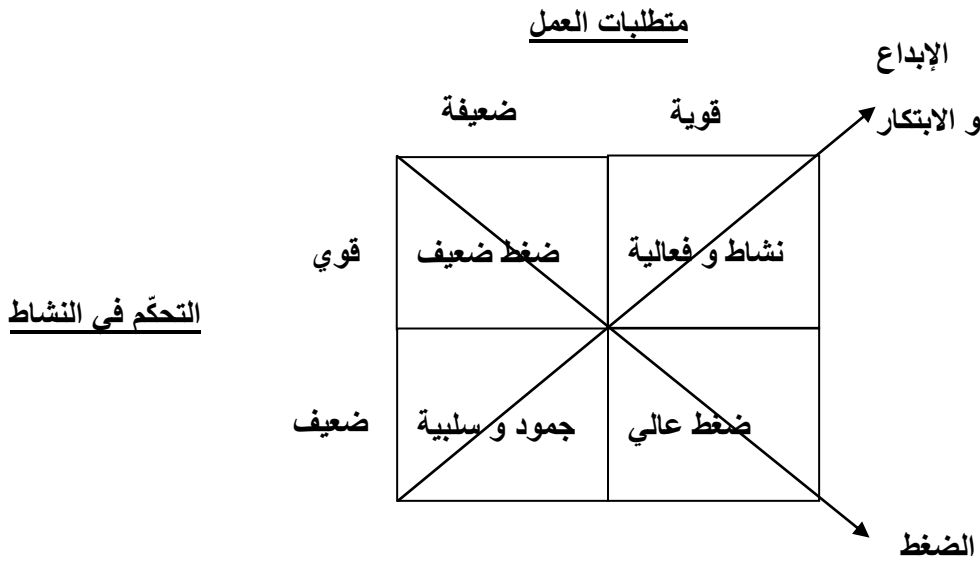 متطلبات العمل
الإبداع
و الابتكار
قوية
ضعيفة
نشاط و فعالية
ضغط ضعيف
قوي
التحكّم في النشاط
ضغط عالي
جمود و سلبية
ضعيف
الضغط